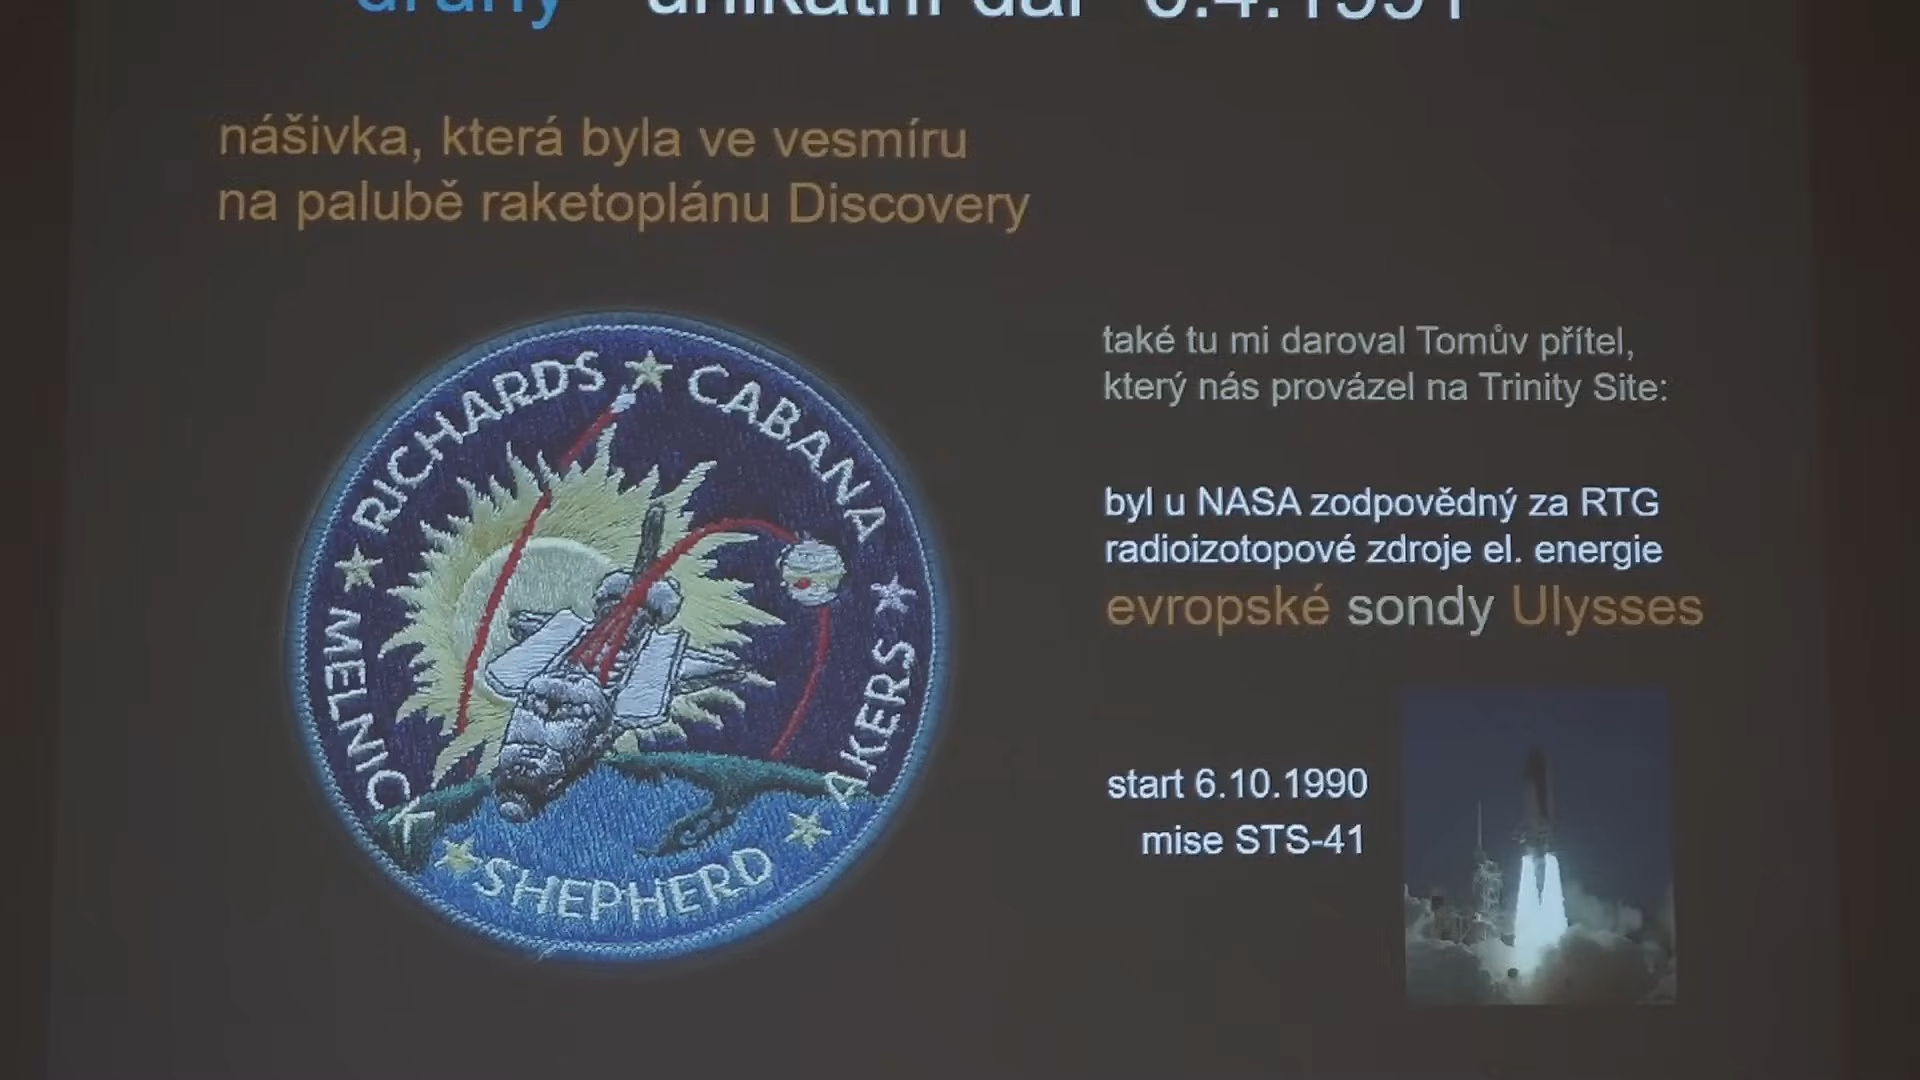 druhý unikátní dar 6.4.1991
nášivka, která byla ve vesmíru
na palubě raketoplánu Discovery
RICHARDS
CABANA
MELNICK
AKERS
SHEPHERD
také tu mi daroval Tomův přítel,
který nás provázel na Trinity Site:
byl u NASA zodpovědný za RTG
radioizotopové zdroje el. energie
evropské sondy Ulysses
start 6.10.1990
mise STS-41